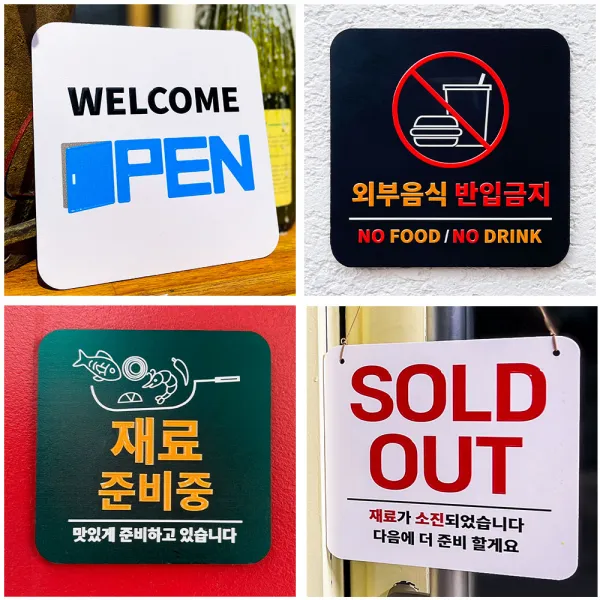 WELCOME
OPEN
외부음식 반입금지
NO FOOD / NO DRINK
재료
준비중
맛있게 준비하고 있습니다
SOLD
OUT
재료가 소진되었습니다
다음에 더 준비 할게요